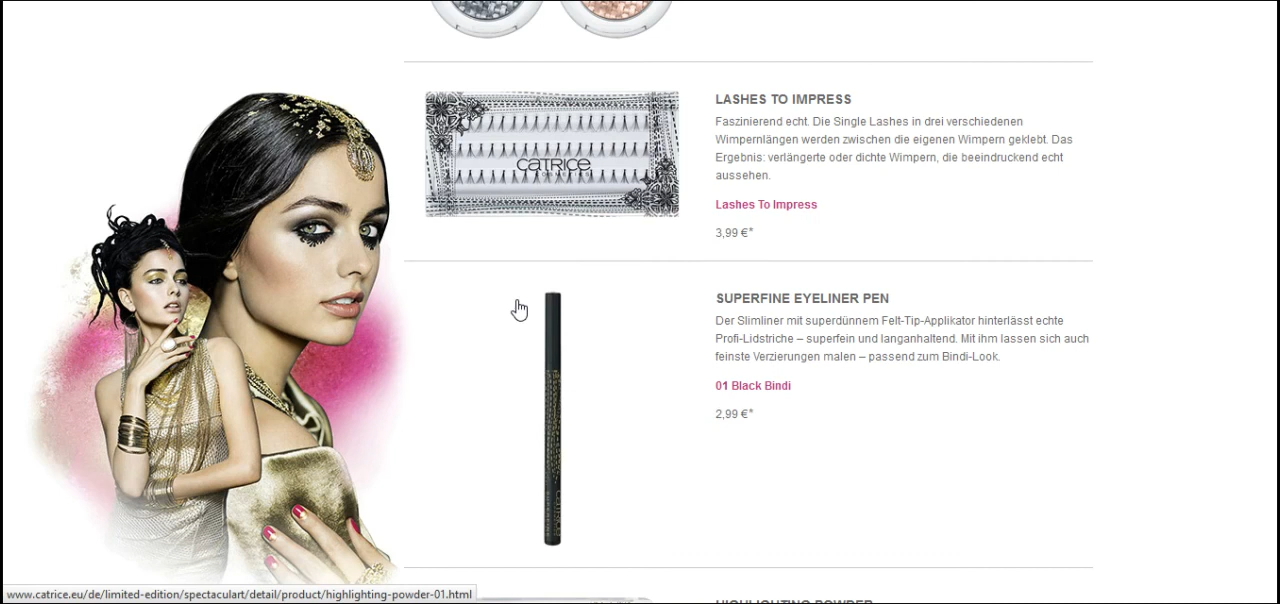 CATRICE
COSMETICS
LASHES TO IMPRESS
Faszinierend echt. Die Single Lashes in drei verschiedenen
Wimpernlängen werden zwischen die eigenen Wimpern geklebt. Das
Ergebnis: verlängerte oder dichte Wimpern, die beeindruckend echt
aussehen.
Lashes To Impress
3,99 €*
SUPERFINE EYELINER PEN
Der Slimliner mit superdünnem Felt-Tip-Applikator hinterlässt echte
Profi-Lidstriche – superfein und langanhaltend. Mit ihm lassen sich auch
feinste Verzierungen malen – passend zum Bindi-Look.
01 Black Bindi
2,99 €*
CATRICE
www.catrice.eu/de/limited-edition/spectaculart/detail/product/highlighting-powder-01.html
HIGHLIGHTING POWDER